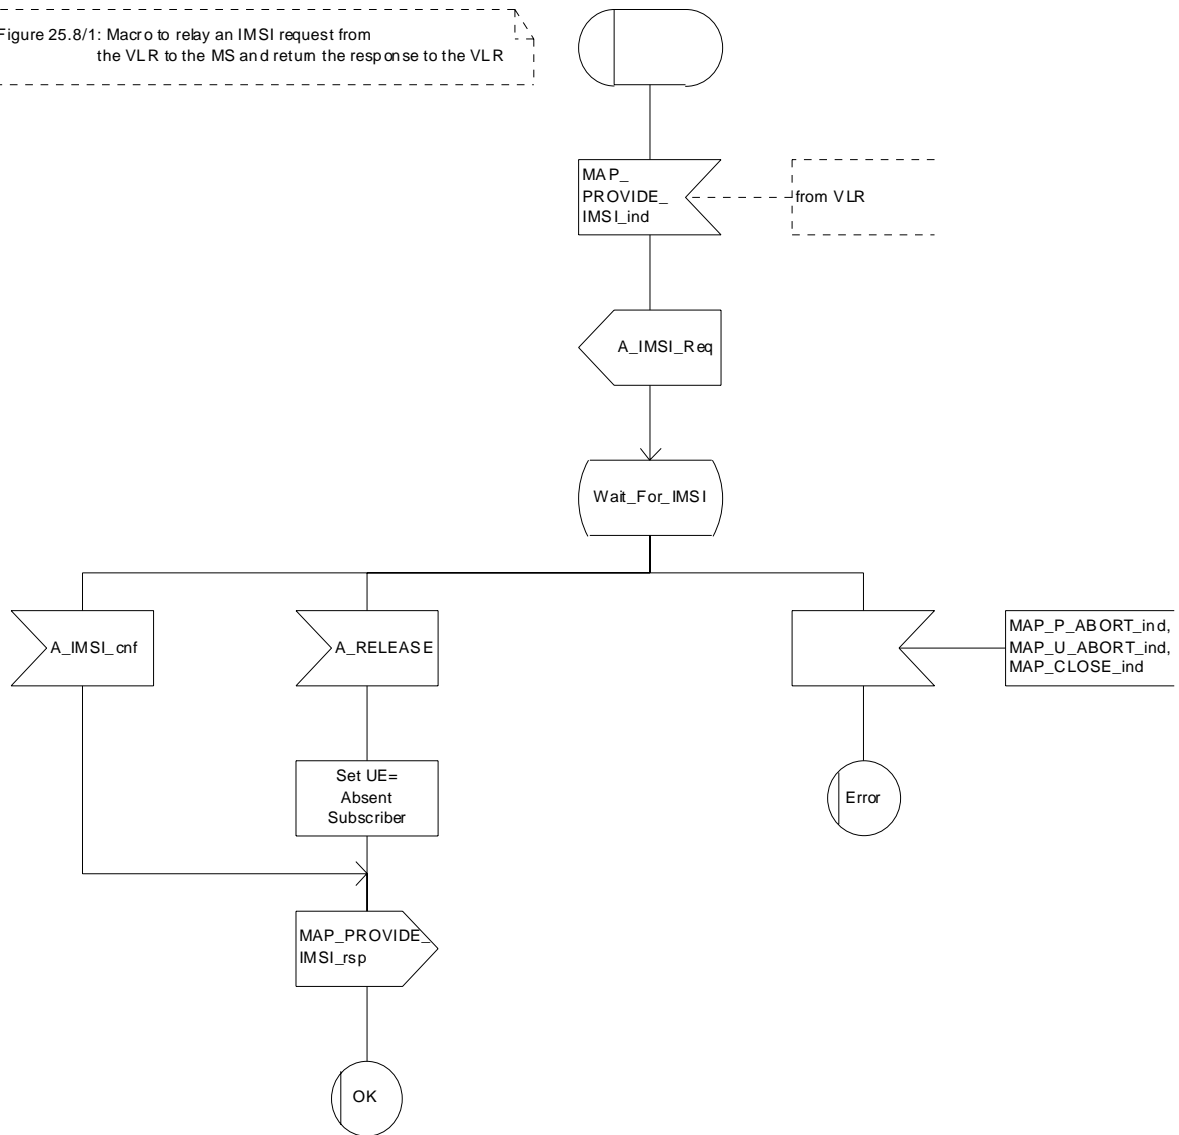 Figure 25.8/1: Macro to relay an IMSI request from
the VLR to the MS and return the response to the VLR
MAP_
PROVIDE_
IMSI_ind
from VLR
A_IMSI_Req
Wait_For_IMSI
A_IMSI_cnf
A_RELEASE
MAP_P_ABORT_ind,
MAP_U_ABORT_ind,
MAP_CLOSE_ind
Set UE=
Absent
Subscriber
Error
MAP_PROVIDE_
IMSI_rsp
OK